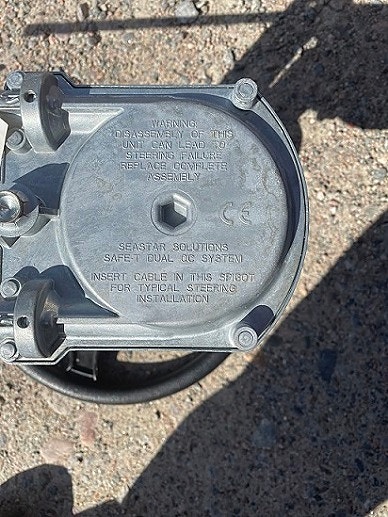 WARNING
DISASSEMBLY OF THIS
UNIT CAN LEAD TO
STEERING FAILURE
REPLACE COMPLETE
ASSEMBLY
CE
SEASTAR SOLUTIONS
SAFE-T DUAL QC SYSTEM
INSERT CABLE IN THIS SPIGOT
FOR TYPICAL STEERING
INSTALLATION